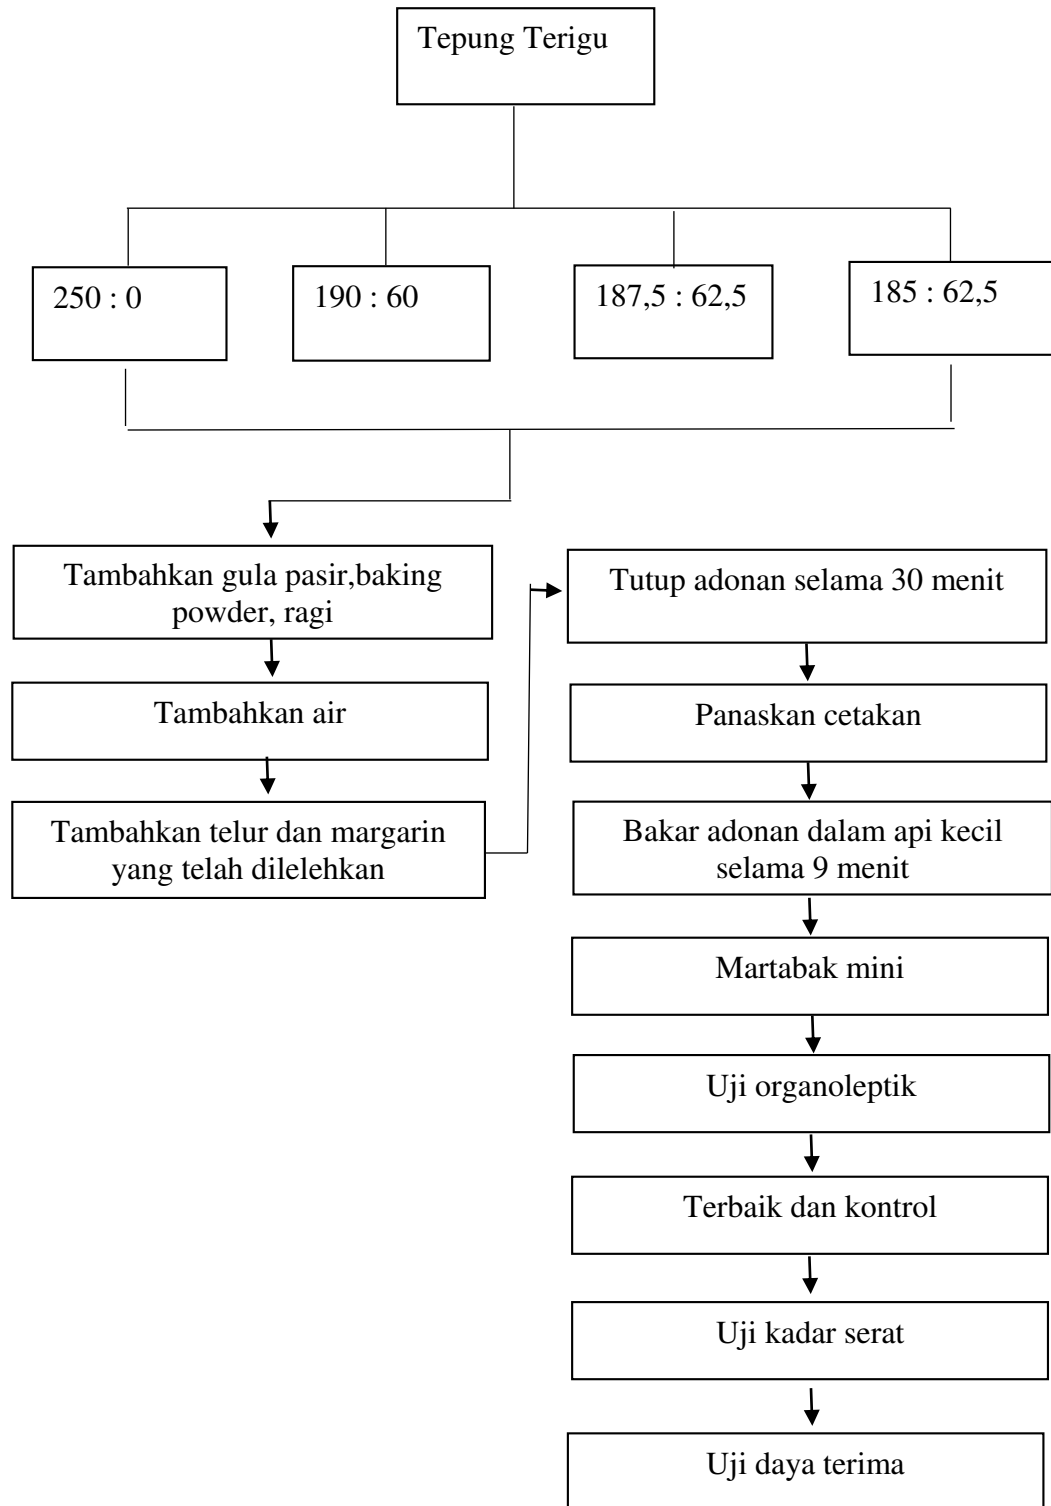 Tepung Terigu
250 : 0
190 : 60
187,5 : 62,5
185 : 62,5
Tambahkan gula pasir,baking
powder, ragi
Tambahkan air
Tambahkan telur dan margarin
yang telah dilelehkan
Tutup adonan selama 30 menit
Panaskan cetakan
Bakar adonan dalam api kecil
selama 9 menit
Martabak mini
Uji organoleptik
Terbaik dan kontrol
Uji kadar serat
Uji daya terima